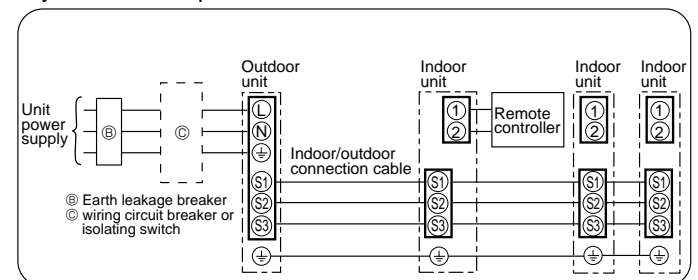 Outdoor
unit
Indoor
unit
Indoor
unit
Indoor
unit
Unit
power
supply
Ⓑ
Ⓒ
L
N
⏚
S1
S2
S3
⏚
Indoor/outdoor
connection cable
1
2
Remote
controller
S1
S2
S3
⏚
1
2
S1
S2
S3
⏚
1
2
S1
S2
S3
⏚
Ⓑ Earth leakage breaker
Ⓒ wiring circuit breaker or
isolating switch